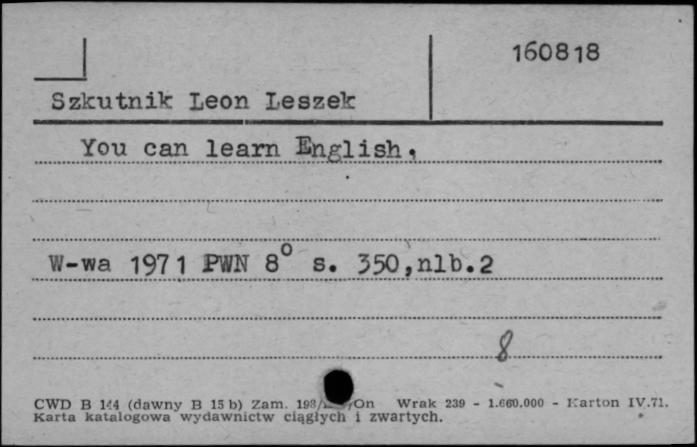 160818
Szkutnik Leon Leszek
You can learn English.
W-wa 1971 PWN 8° s. 350,nlb.2
8
CWD B 144 (dawny B 15 b) Zam. /On Wrak 239 - 1.660.000 - Karton IV.71.
Karta katalogowa wydawnictw ciągłych i zwartych.